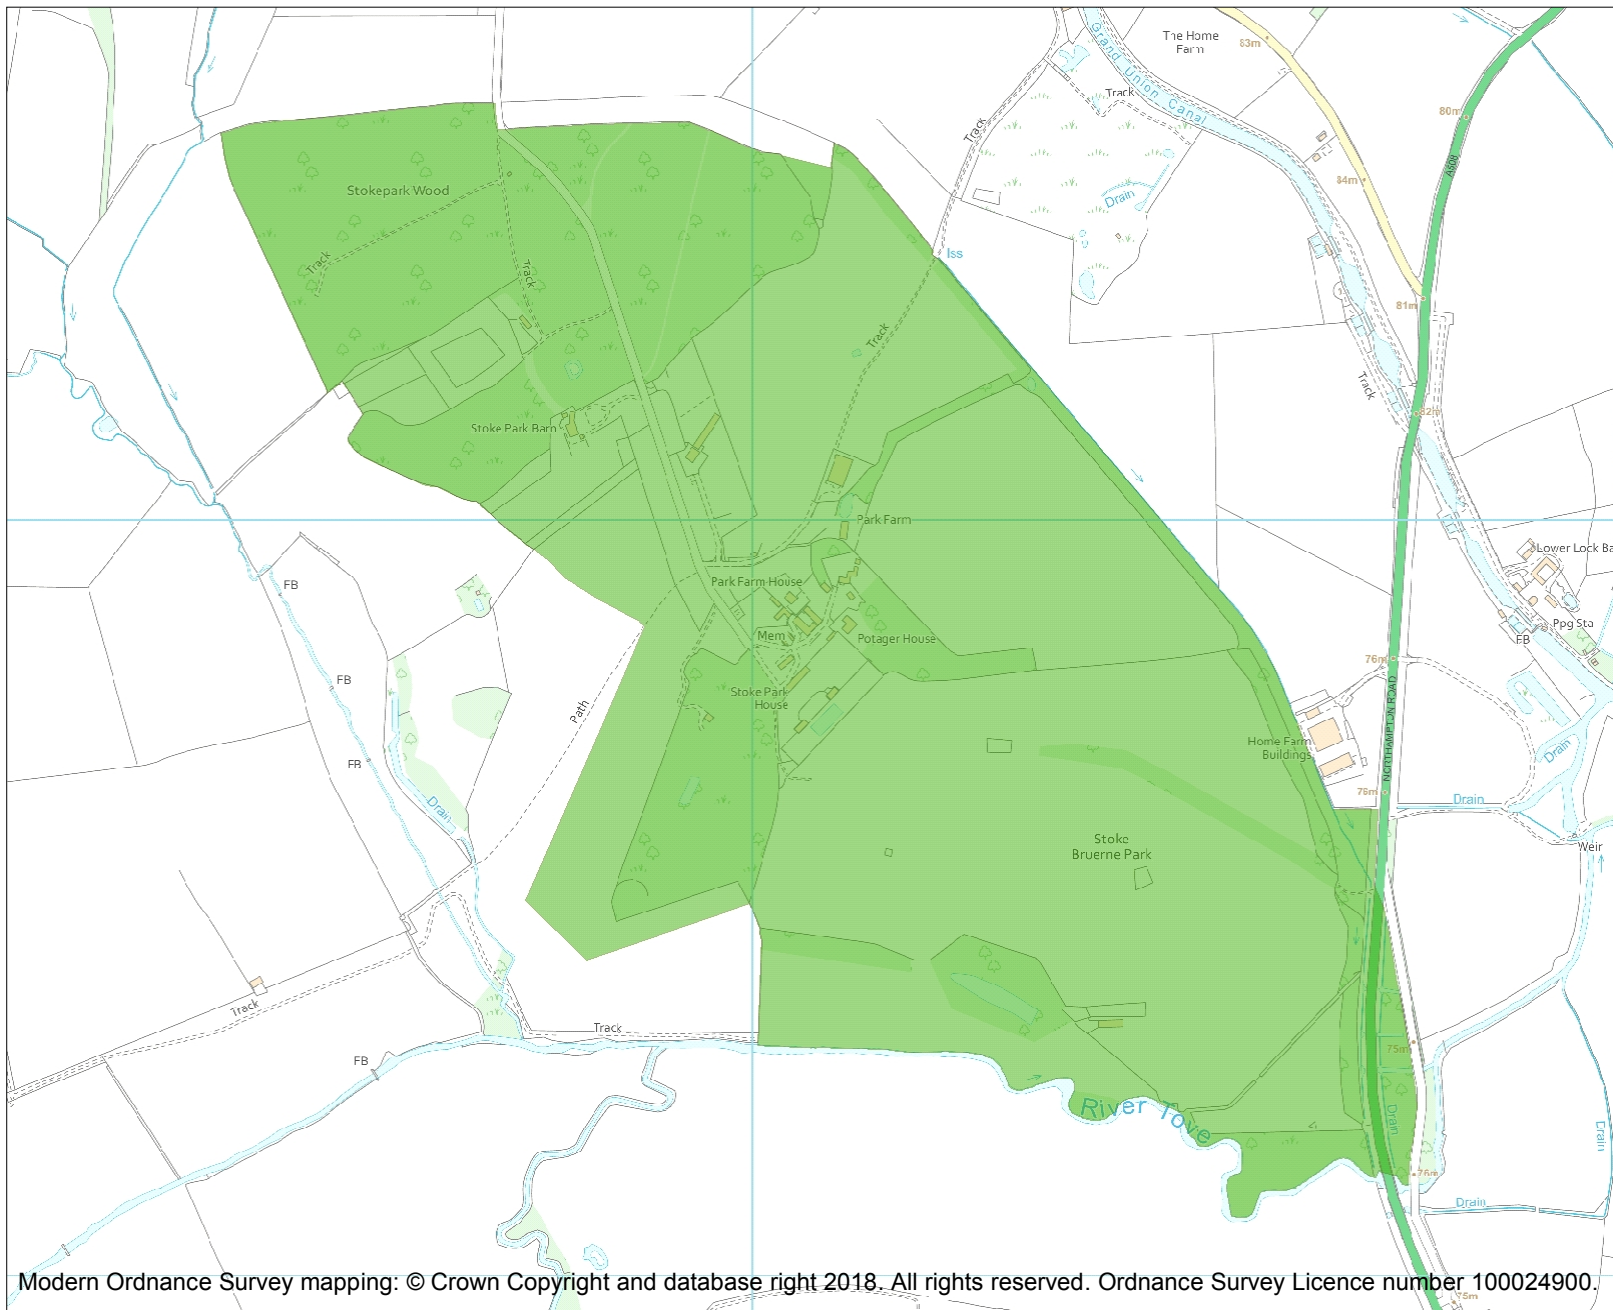 The Home
Farm
83m
Grand Union Canal
Track
80m
Track
A508
84m
Stokepark Wood
Drain
Track
Track
Iss
81m
Track
Track
82m
Stoke Park Barn
Park Farm
Lower Lock Ba
FB
Park Farm House
Ppg Sta
Mem
Potager House
FB
76m
FB
Stoke Park
House
Path
NORTHAMPTON ROAD
Home Farm
Buildings
Drain
FB
75m
Drain
Drain
Stoke
Bruerne Park
Weir
Track
Track
75m
FB
River Tove
Drain
Drain
76m
Drain
Modern Ordnance Survey mapping: © Crown Copyright and database right 2018. All rights reserved. Ordnance Survey Licence number 100024900.
75m